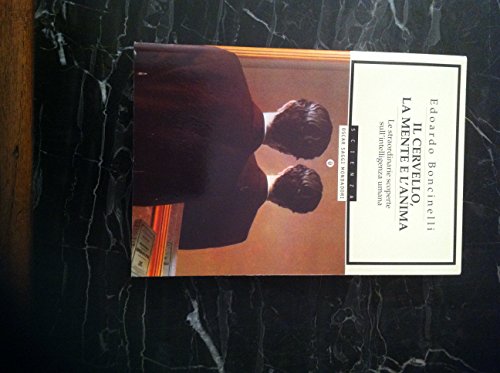 Edoardo Boncinelli
IL CERVELLO,
LA MENTE E L'ANIMA
Le straordinarie scoperte
sull'intelligenza umana
SCIENZA
OSCAR SAGGI MONDADORI